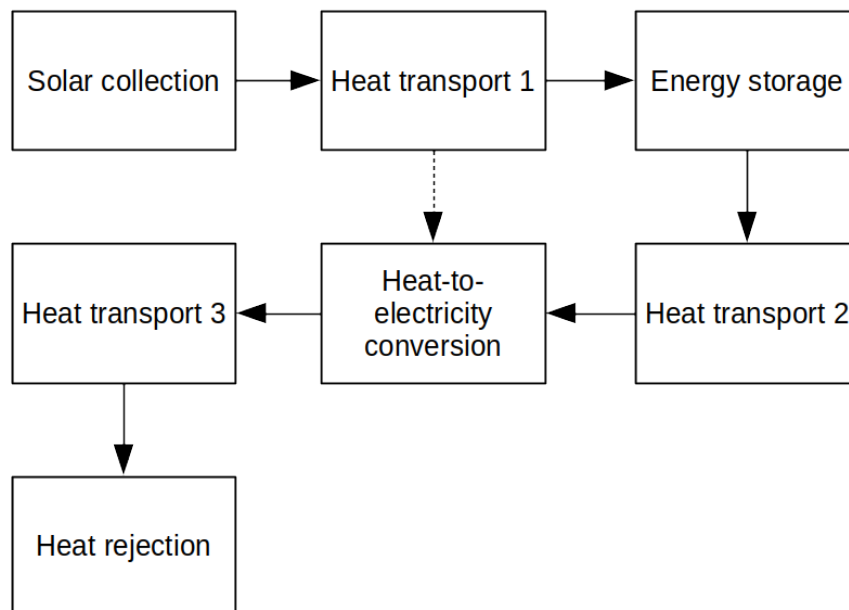 Solar collection
Heat transport 1
Energy storage
Heat transport 3
Heat-to-
electricity
conversion
Heat transport 2
Heat rejection